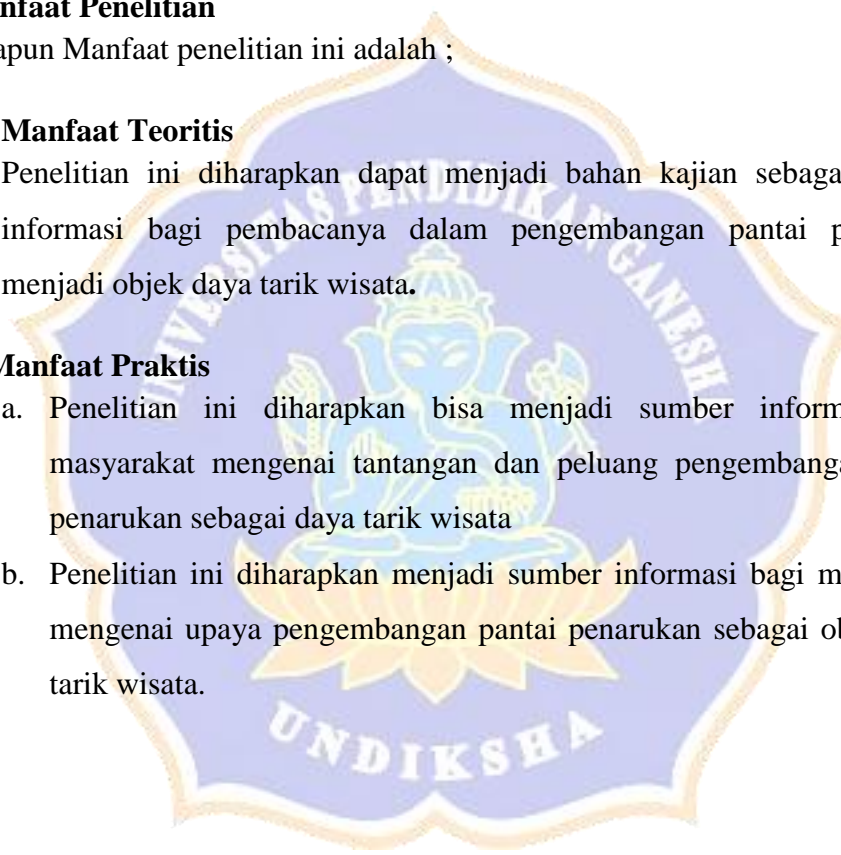 nfaat Penelitian
apun Manfaat penelitian ini adalah ;
Manfaat Teoritis
Penelitian ini diharapkan dapat menjadi bahan kajian sebaga
informasi bagi pembacanya dalam pengembangan pantai p
menjadi objek daya tarik wisata.
Manfaat Praktis
a. Penelitian ini diharapkan bisa menjadi sumber inform
masyarakat mengenai tantangan dan peluang pengembanga
penarukan sebagai daya tarik wisata
b. Penelitian ini diharapkan menjadi sumber informasi bagi m
mengenai upaya pengembangan pantai penarukan sebagai ob
tarik wisata.
UNIVERSITAS PENDIDIKAN GANESHA
UNDIKSHA